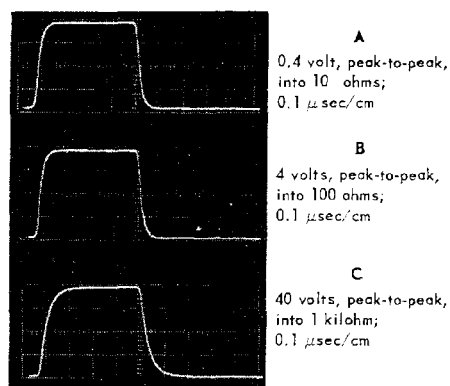 A
0.4 volt, peak-to-peak,
into 10 ohms;
0.1 μsec/cm
B
4 volts, peak-to-peak,
into 100 ohms;
0.1 μsec/cm
C
40 volts, peak-to-peak,
into 1 kilohm;
0.1 μsec/cm